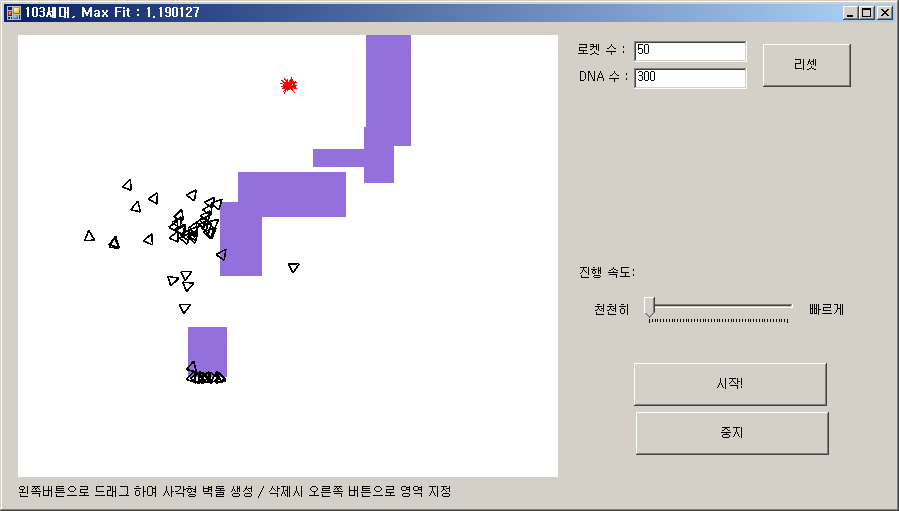 103세대, Max Fit : 1.190127
로켓 수 : 50
DNA 수 : 300
리셋
진행 속도:
천천히 빠르게
시작!
중지
왼쪽버튼으로 드래그 하며 사각형 벽돌 생성 / 삭제시 오른쪽 버튼으로 영역 지정